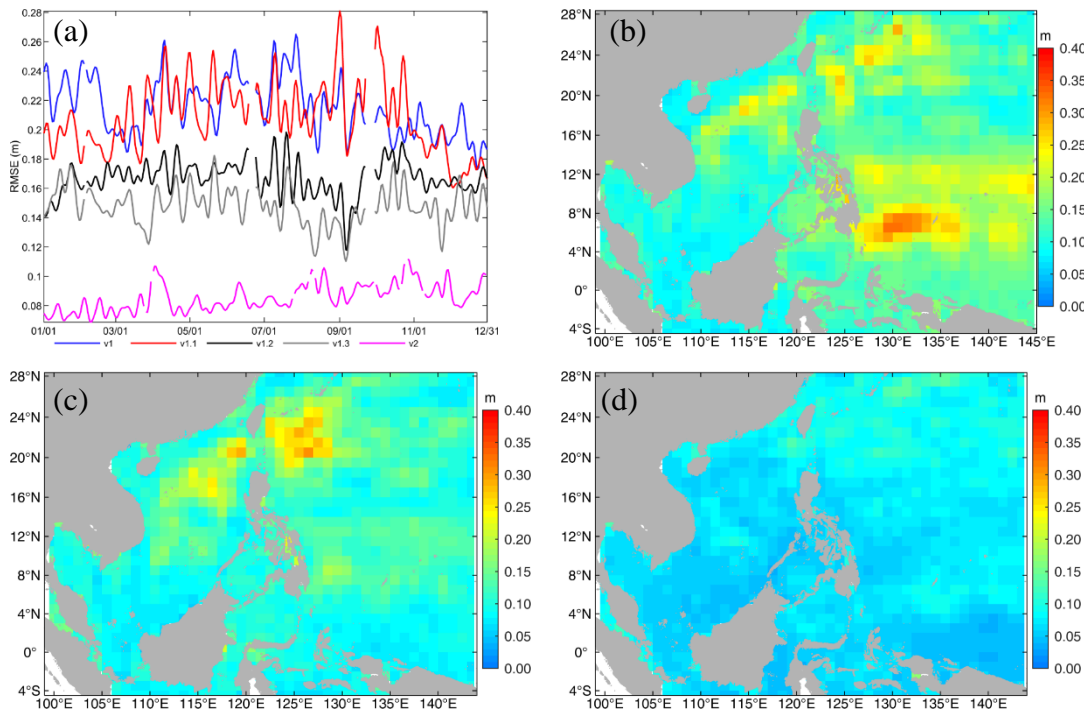 (a)
0.28
0.26
0.24
0.22
0.2
0.18
0.16
0.14
0.12
0.1
0.08
RMSE (m)
01/01 03/01 05/01 07/01 09/01 11/01 12/31
v1 v1.1 v1.2 v1.3 v2
(b)
28°N
24°N
20°N
16°N
12°N
8°N
4°N
0°
4°S
100°E 105°E 110°E 115°E 120°E 125°E 130°E 135°E 140°E 145°E
m
0.40
0.35
0.30
0.25
0.20
0.15
0.10
0.05
0.00
(c)
28°N
24°N
20°N
16°N
12°N
8°N
4°N
0°
4°S
100°E 105°E 110°E 115°E 120°E 125°E 130°E 135°E 140°E
m
0.40
0.35
0.30
0.25
0.20
0.15
0.10
0.05
0.00
(d)
28°N
24°N
20°N
16°N
12°N
8°N
4°N
0°
4°S
100°E 105°E 110°E 115°E 120°E 125°E 130°E 135°E 140°E
m
0.40
0.35
0.30
0.25
0.20
0.15
0.10
0.05
0.00